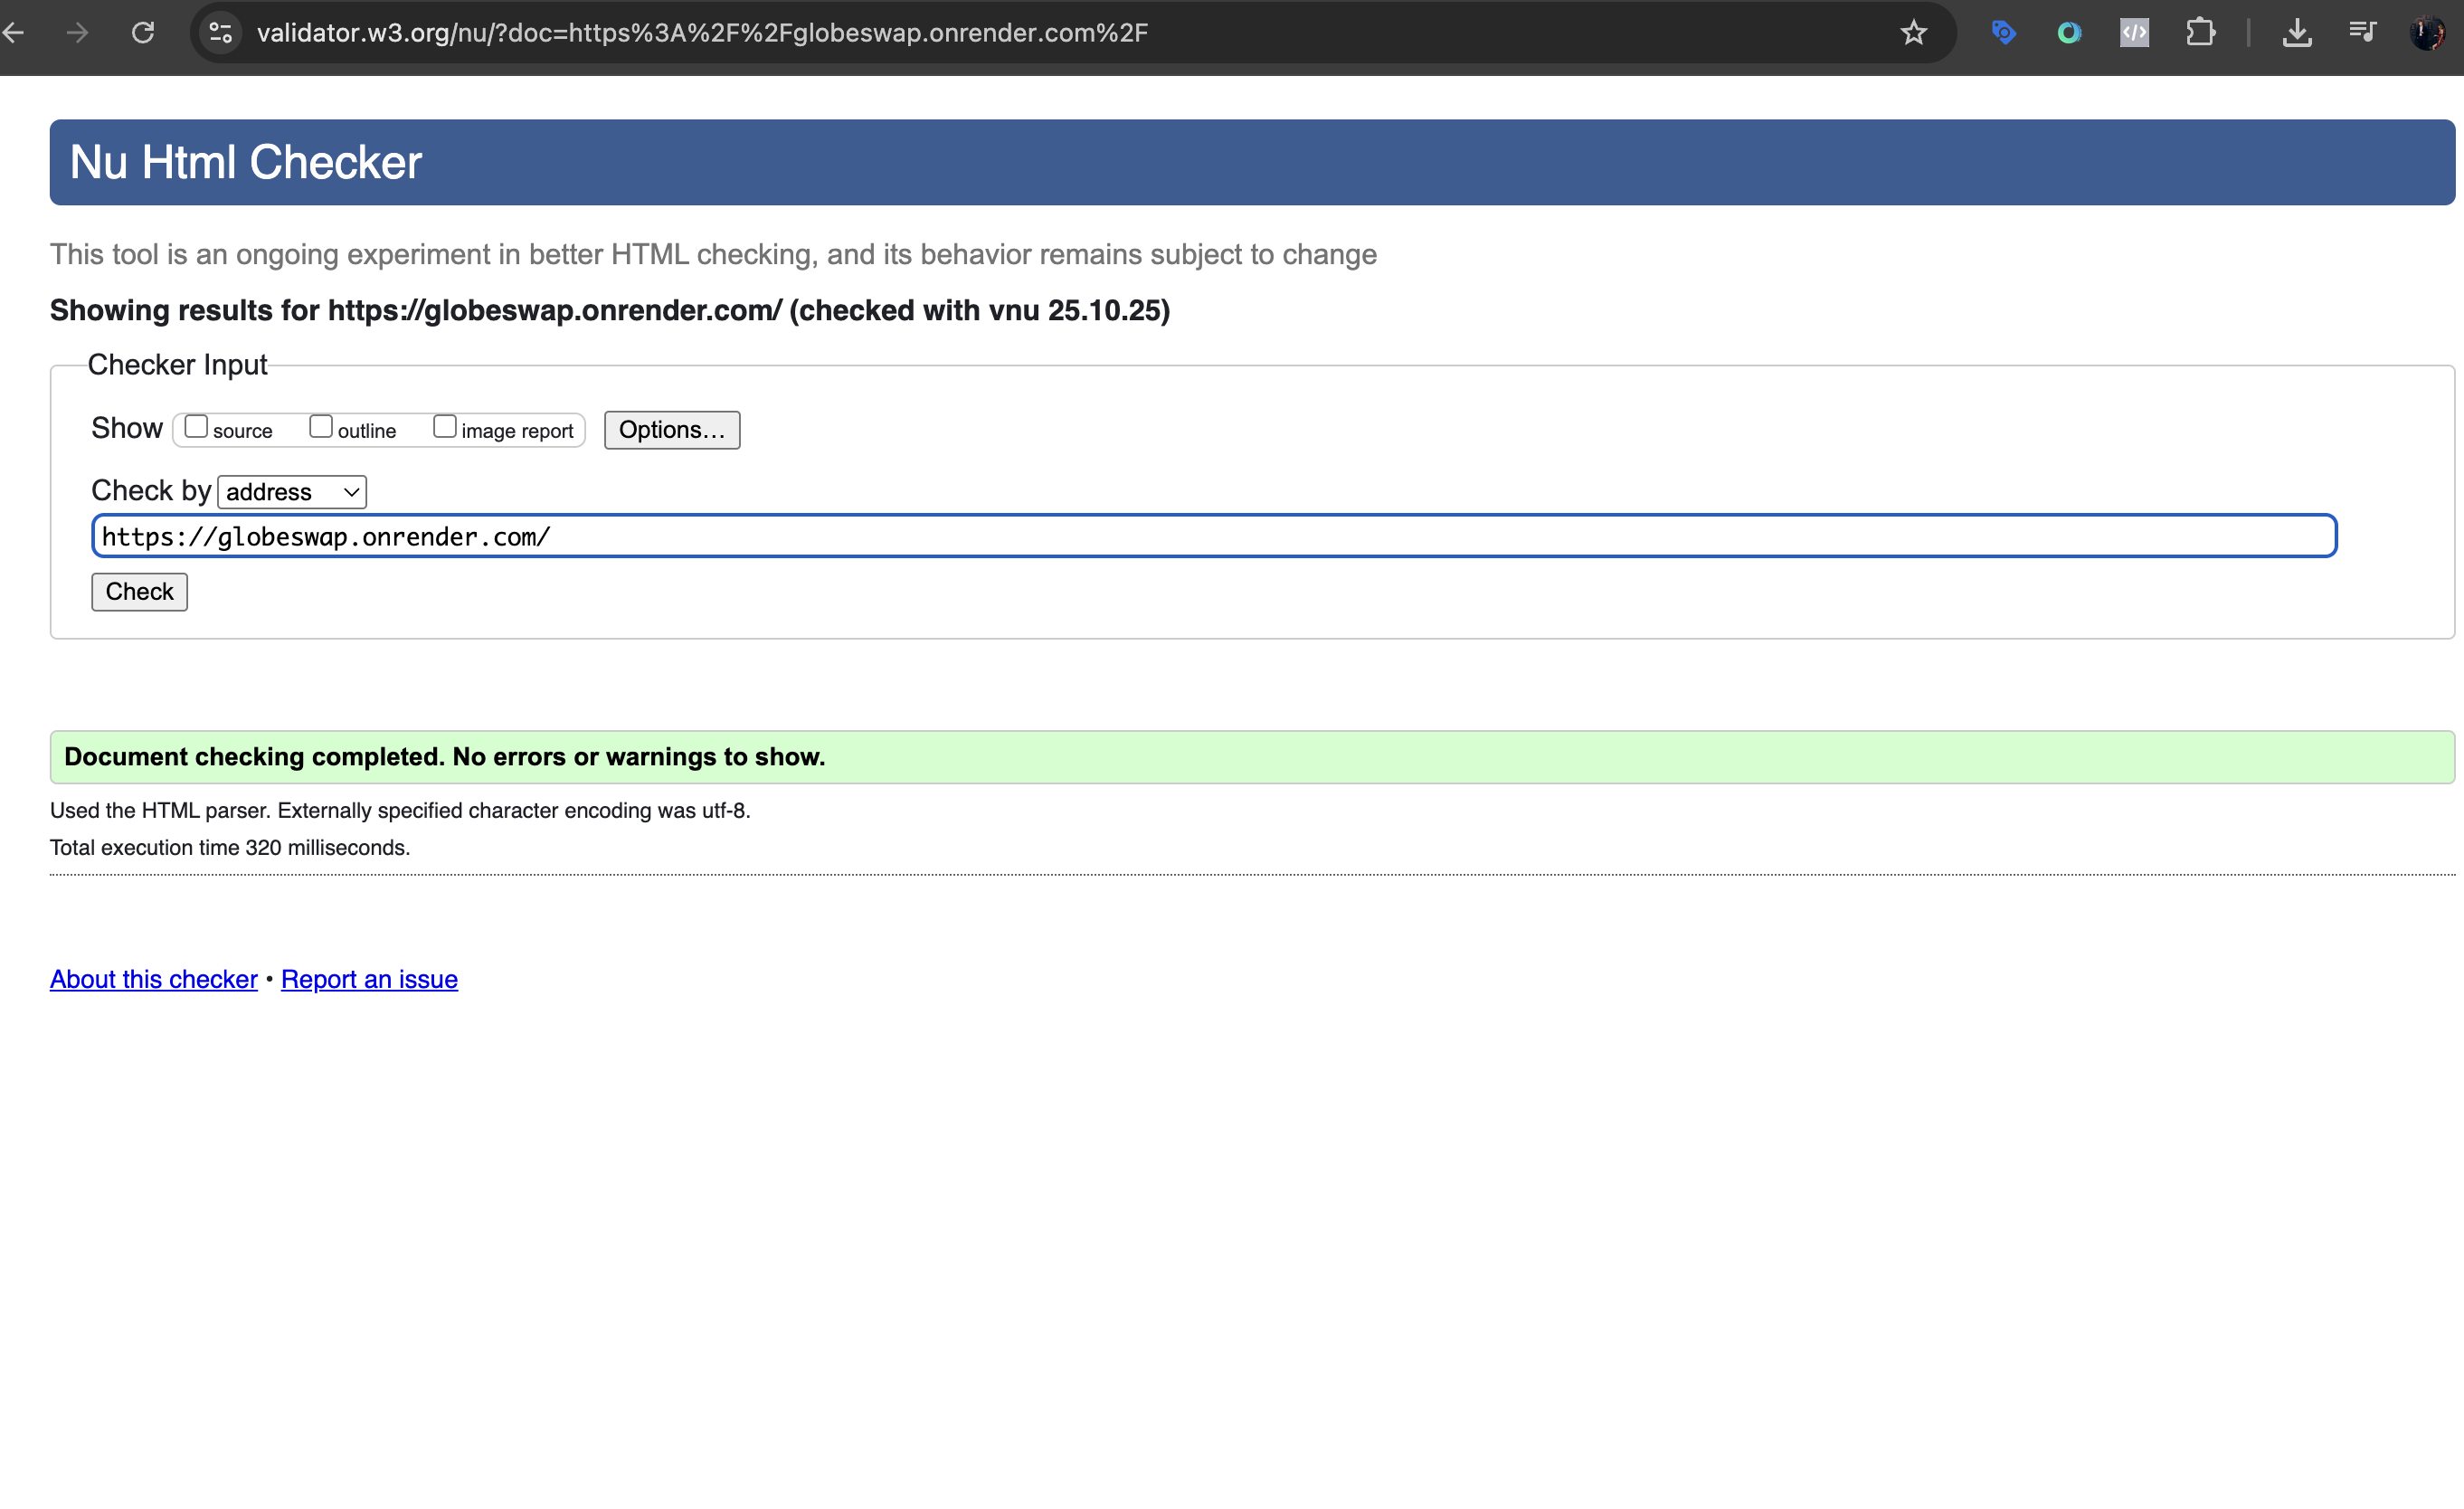 validator.w3.org/nu/?doc=https%3A%2F%2Fglobeswap.onrender.com%2F
Nu Html Checker
This tool is an ongoing experiment in better HTML checking, and its behavior remains subject to change
Showing results for https://globeswap.onrender.com/ (checked with vnu 25.10.25)
Checker Input
Show source outline image report Options...
Check by address
https://globeswap.onrender.com/
Check
Document checking completed. No errors or warnings to show.
Used the HTML parser. Externally specified character encoding was utf-8.
Total execution time 320 milliseconds.
About this checker • Report an issue